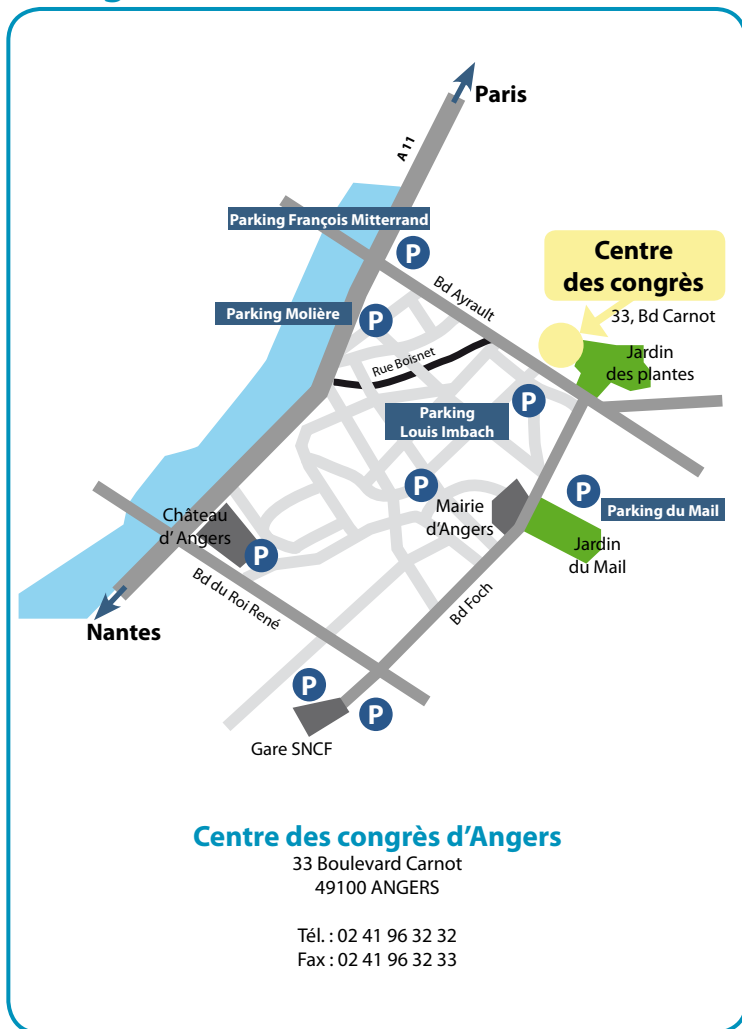 Paris
A 11
Parking François Mitterrand
P
Centre
des congrès
Bd Ayrault
33, Bd Carnot
Parking Molière
P
Jardin
des plantes
Rue Boisnet
P
Parking
Louis Imbach
P
Mairie
d'Angers
P
Parking du Mail
Château
d' Angers
P
Jardin
du Mail
Bd du Roi René
Bd Foch
Nantes
P
P
Gare SNCF
Centre des congrès d’Angers
33 Boulevard Carnot
49100 ANGERS
Tél. : 02 41 96 32 32
Fax : 02 41 96 32 33